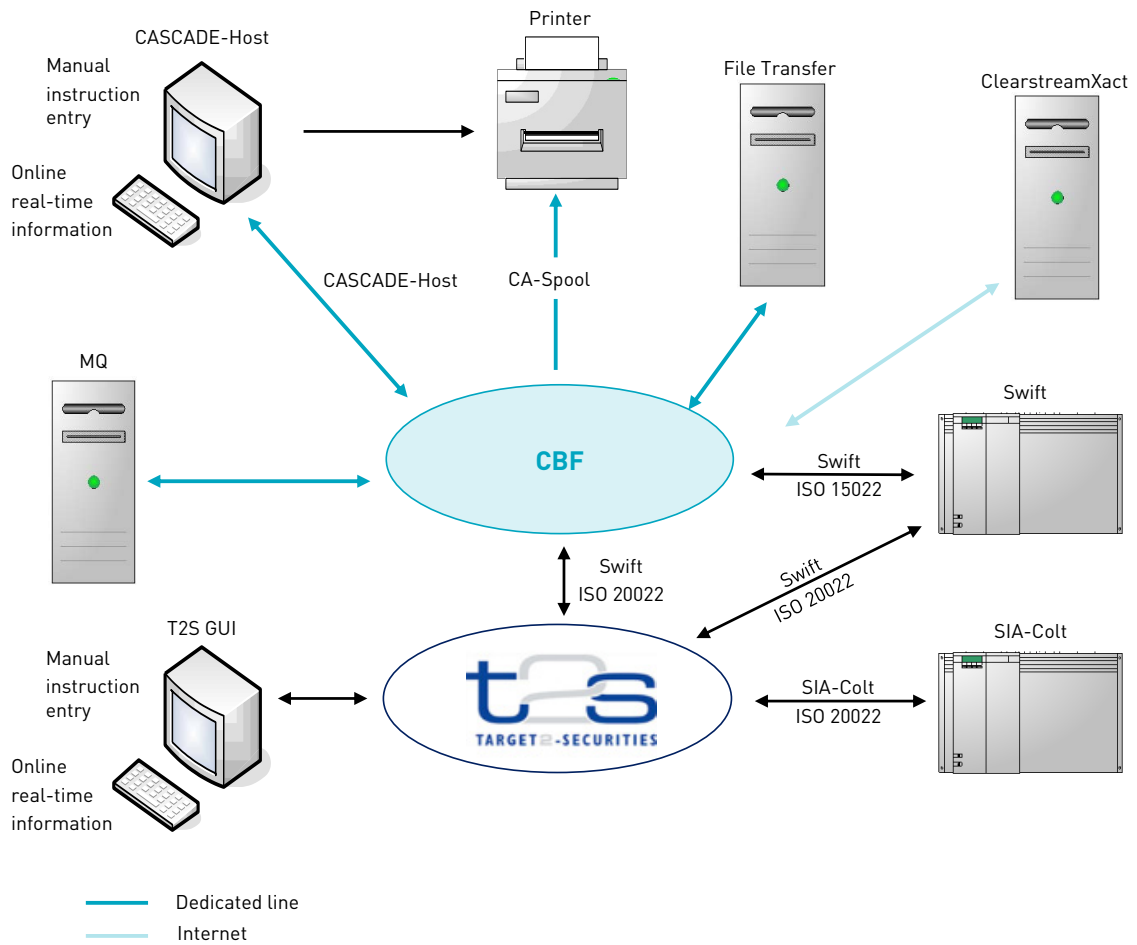 Printer
CASCADE-Host
Manual
instruction
entry
File Transfer
ClearstreamXact
Online
real-time
information
CASCADE-Host
CA-Spool
MQ
Swift
CBF
Swift
ISO 15022
Swift
ISO 20022
Swift
ISO 20022
T2S GUI
SIA-Colt
Manual
instruction
entry
t2s
TARGET2-SECURITIES
SIA-Colt
ISO 20022
Online
real-time
information
Dedicated line
Internet